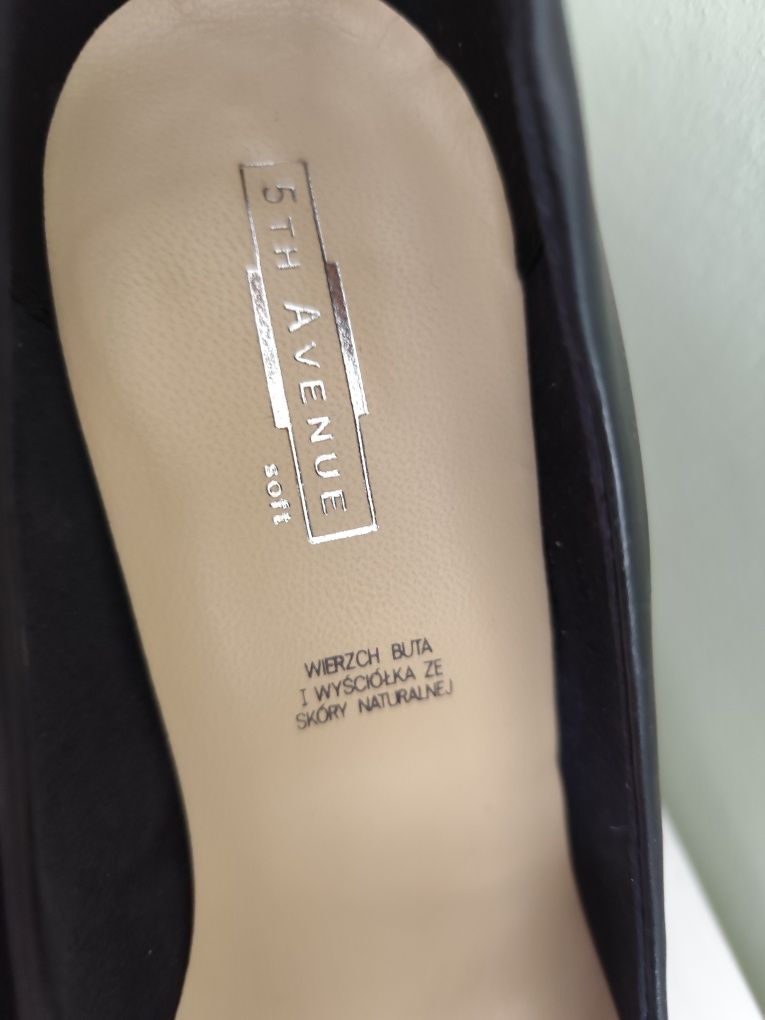 5TH AVENUE
soft
WIERZCH BUTA
I WYŚCIÓŁKA ZE
SKÓRY NATURALNEJ